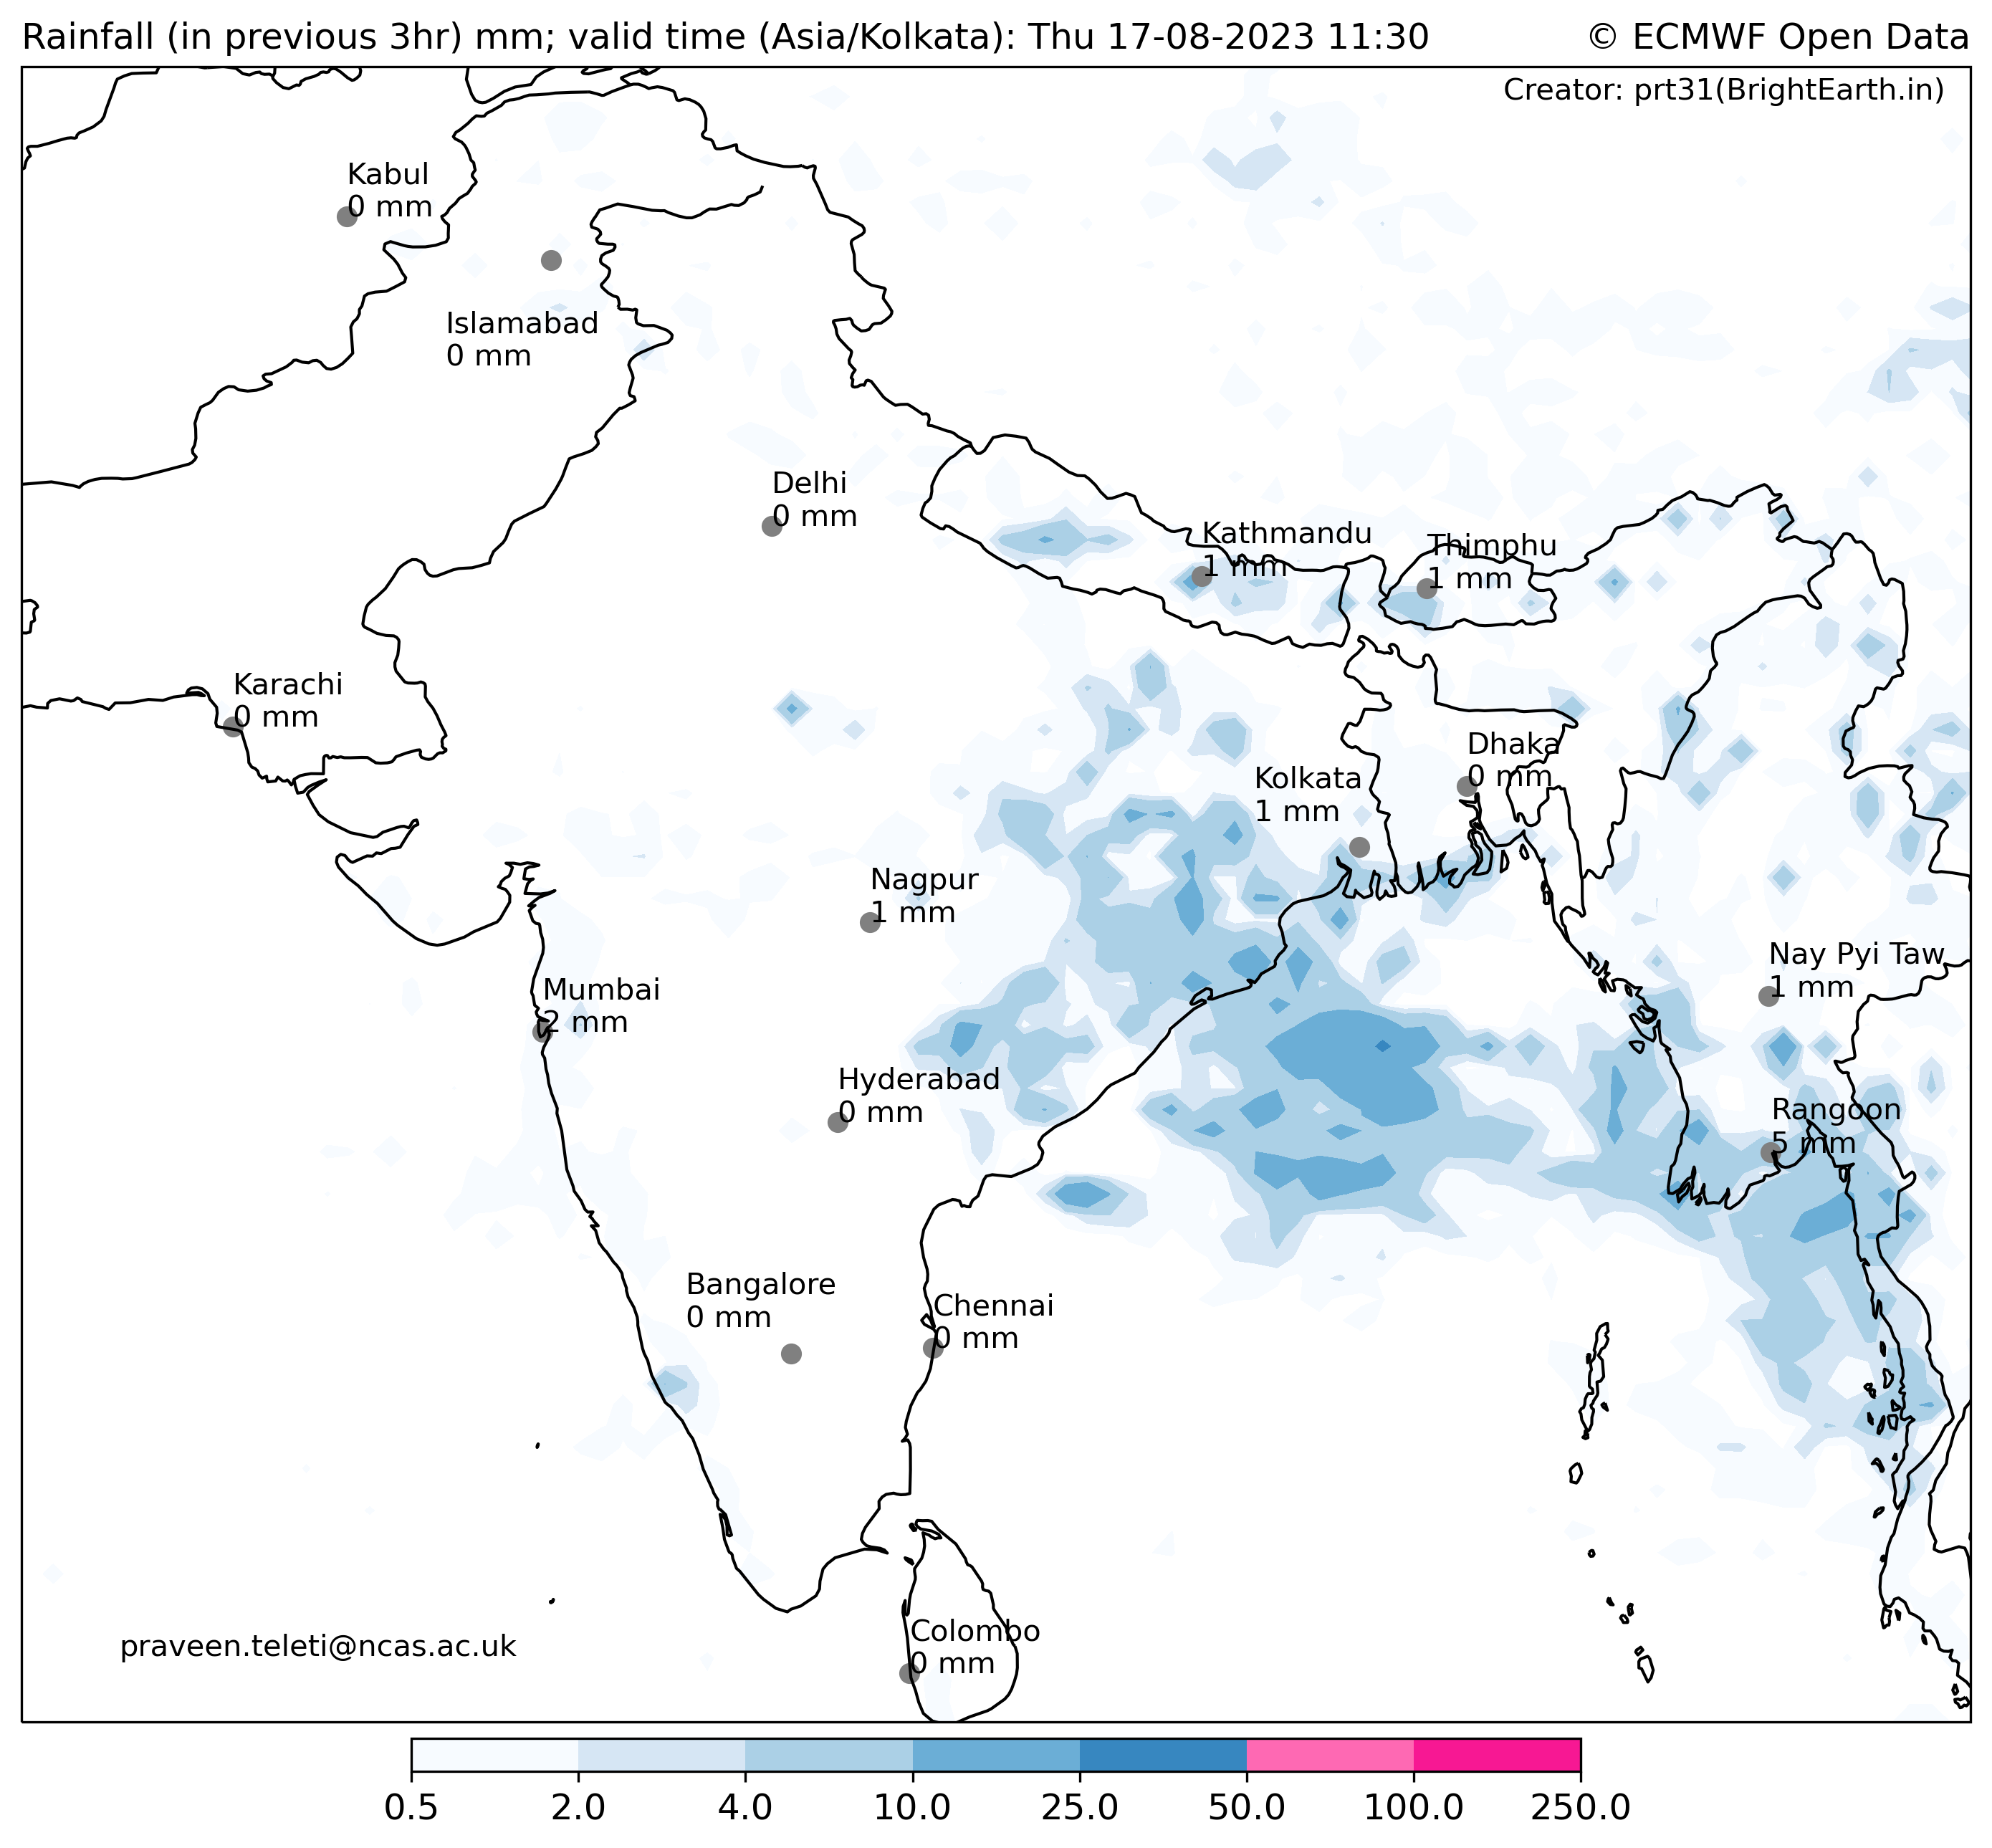 Rainfall (in previous 3hr) mm; valid time (Asia/Kolkata): Thu 17-08-2023 11:30
© ECMWF Open Data
Creator: prt31(BrightEarth.in)
Kabul
0 mm
Islamabad
0 mm
Delhi
0 mm
Kathmandu
1 mm
Thimphu
1 mm
Karachi
0 mm
Dhaka
0 mm
Kolkata
1 mm
Nagpur
1 mm
Nay Pyi Taw
1 mm
Mumbai
2 mm
Hyderabad
0 mm
Rangoon
5 mm
Bangalore
0 mm
Chennai
0 mm
Colombo
0 mm
praveen.teleti@ncas.ac.uk
0.5 2.0 4.0 10.0 25.0 50.0 100.0 250.0